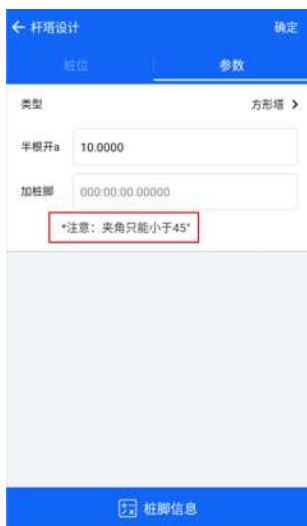 ← 杆塔设计 确定
桩位 参数
类型 方形塔 >
半根开a 10.0000
加桩脚 000:00:00.00000
*注意：夹角只能小于45°
桩脚信息